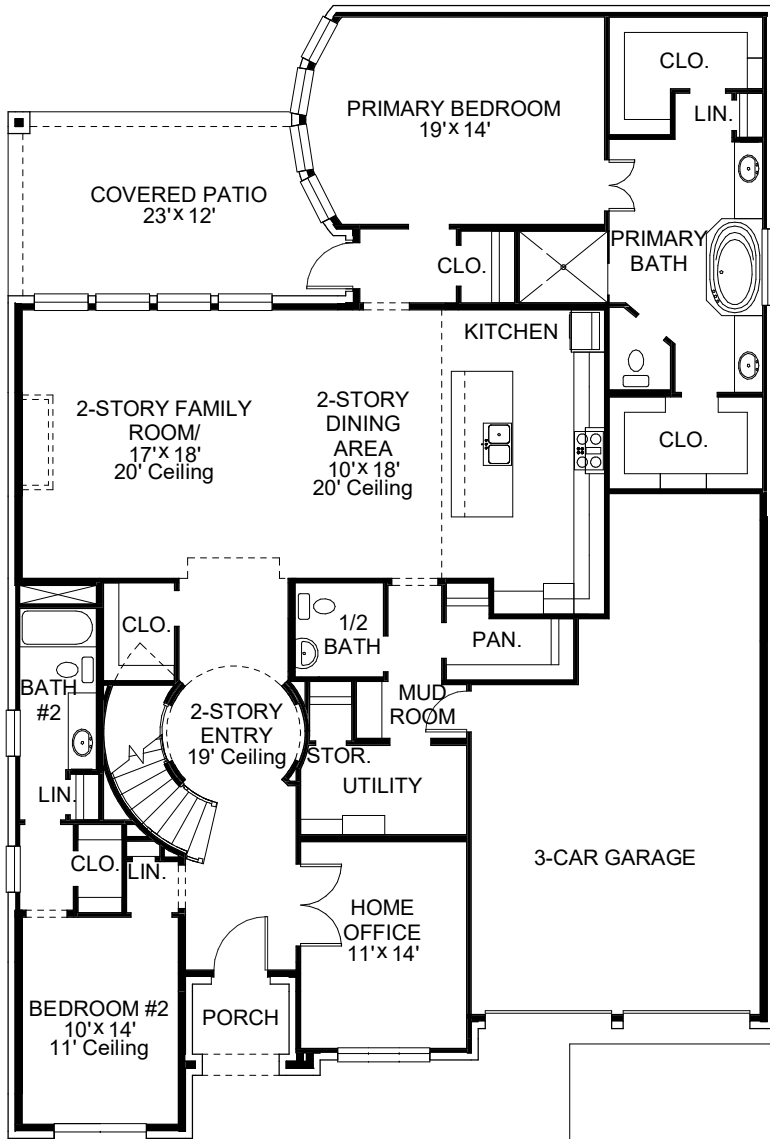 CLO.
PRIMARY BEDROOM
19' X 14'
LIN.
COVERED PATIO
23' X 12'
PRIMARY
BATH
CLO.
KITCHEN
2-STORY FAMILY
ROOM/
17' X 18'
20' Ceiling
2-STORY
DINING
AREA
10' X 18'
20' Ceiling
CLO.
CLO.
1/2
BATH
PAN.
BATH
#2
2-STORY
ENTRY
19' Ceiling
MUD
ROOM
STOR.
UTILITY
LIN.
CLO.
LIN.
3-CAR GARAGE
HOME
OFFICE
11' X 14'
BEDROOM #2
10' X 14'
11' Ceiling
PORCH